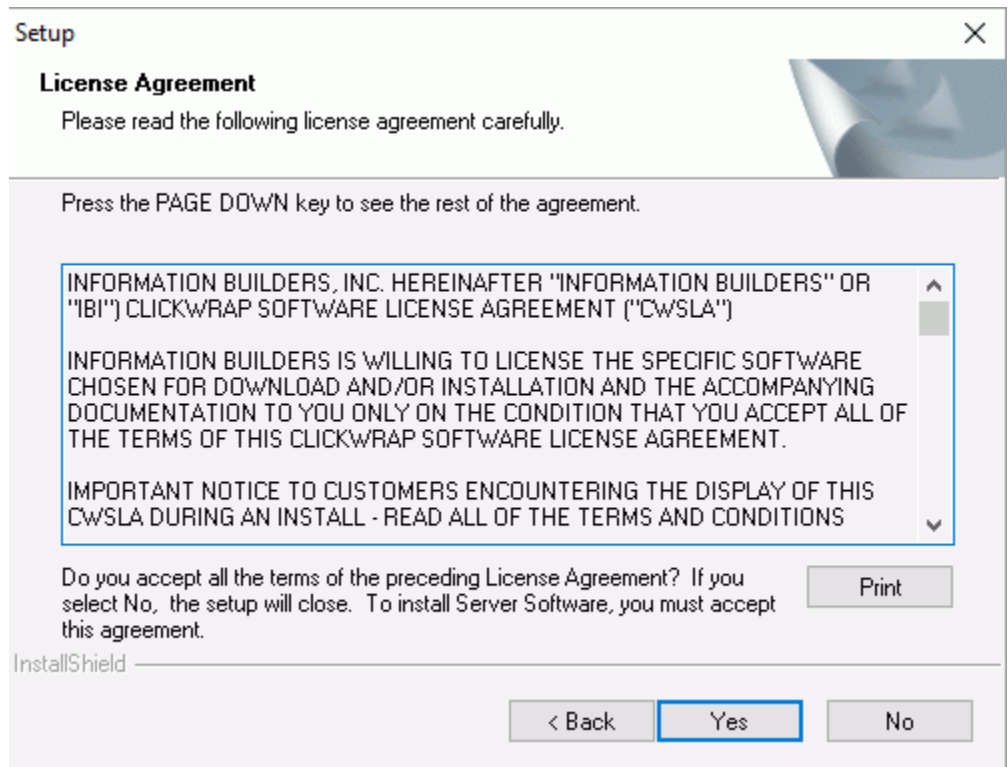 Setup
License Agreement
Please read the following license agreement carefully.
Press the PAGE DOWN key to see the rest of the agreement.
INFORMATION BUILDERS, INC. HEREINAFTER "INFORMATION BUILDERS" OR
"IBI") CLICKWRAP SOFTWARE LICENSE AGREEMENT ("CWSLA")
INFORMATION BUILDERS IS WILLING TO LICENSE THE SPECIFIC SOFTWARE
CHOSEN FOR DOWNLOAD AND/OR INSTALLATION AND THE ACCOMPANYING
DOCUMENTATION TO YOU ONLY ON THE CONDITION THAT YOU ACCEPT ALL OF
THE TERMS OF THIS CLICKWRAP SOFTWARE LICENSE AGREEMENT.
IMPORTANT NOTICE TO CUSTOMERS ENCOUNTERING THE DISPLAY OF THIS
CWSLA DURING AN INSTALL - READ ALL OF THE TERMS AND CONDITIONS
Do you accept all the terms of the preceding License Agreement?  If you
select No,  the setup will close.  To install Server Software, you must accept
this agreement.
Print
InstallShield
< Back
Yes
No